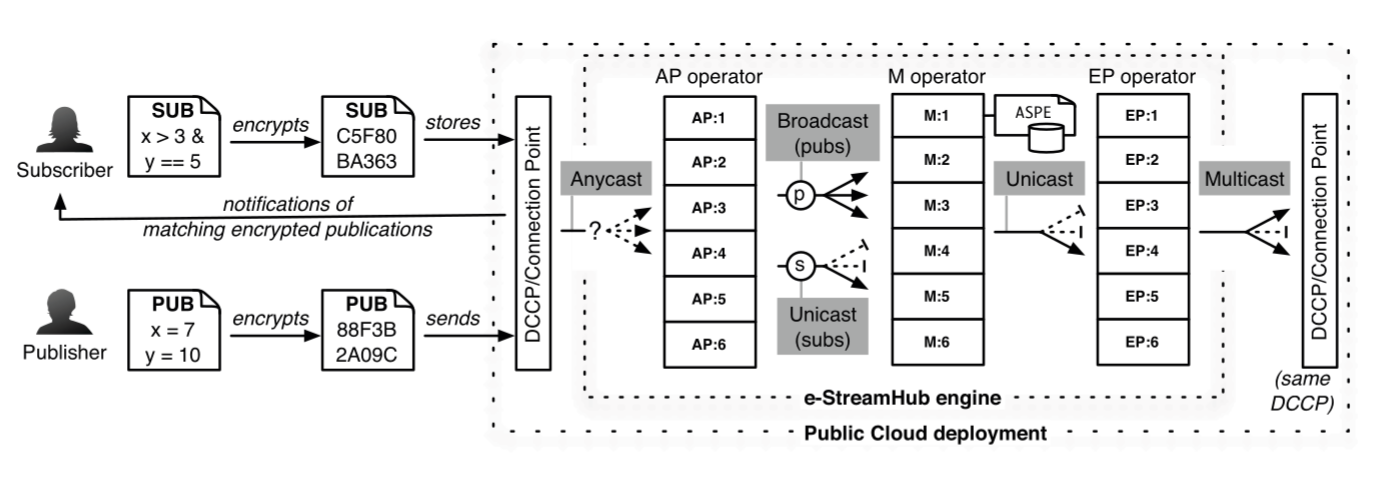 Subscriber
SUB
x > 3 &
y == 5
encrypts
SUB
C5F80
BA363
stores
notifications of
matching encrypted publications
Publisher
PUB
x = 7
y = 10
encrypts
PUB
88F3B
2A09C
sends
DCCP/Connection Point
Anycast
?
AP operator
AP:1
AP:2
AP:3
AP:4
AP:5
AP:6
Broadcast
(pubs)
p
s
Unicast
(subs)
M operator
M:1
M:2
M:3
M:4
M:5
M:6
ASPE
Unicast
EP operator
EP:1
EP:2
EP:3
EP:4
EP:5
EP:6
Multicast
DCCP/Connection Point
(same
DCCP)
e-StreamHub engine
Public Cloud deployment